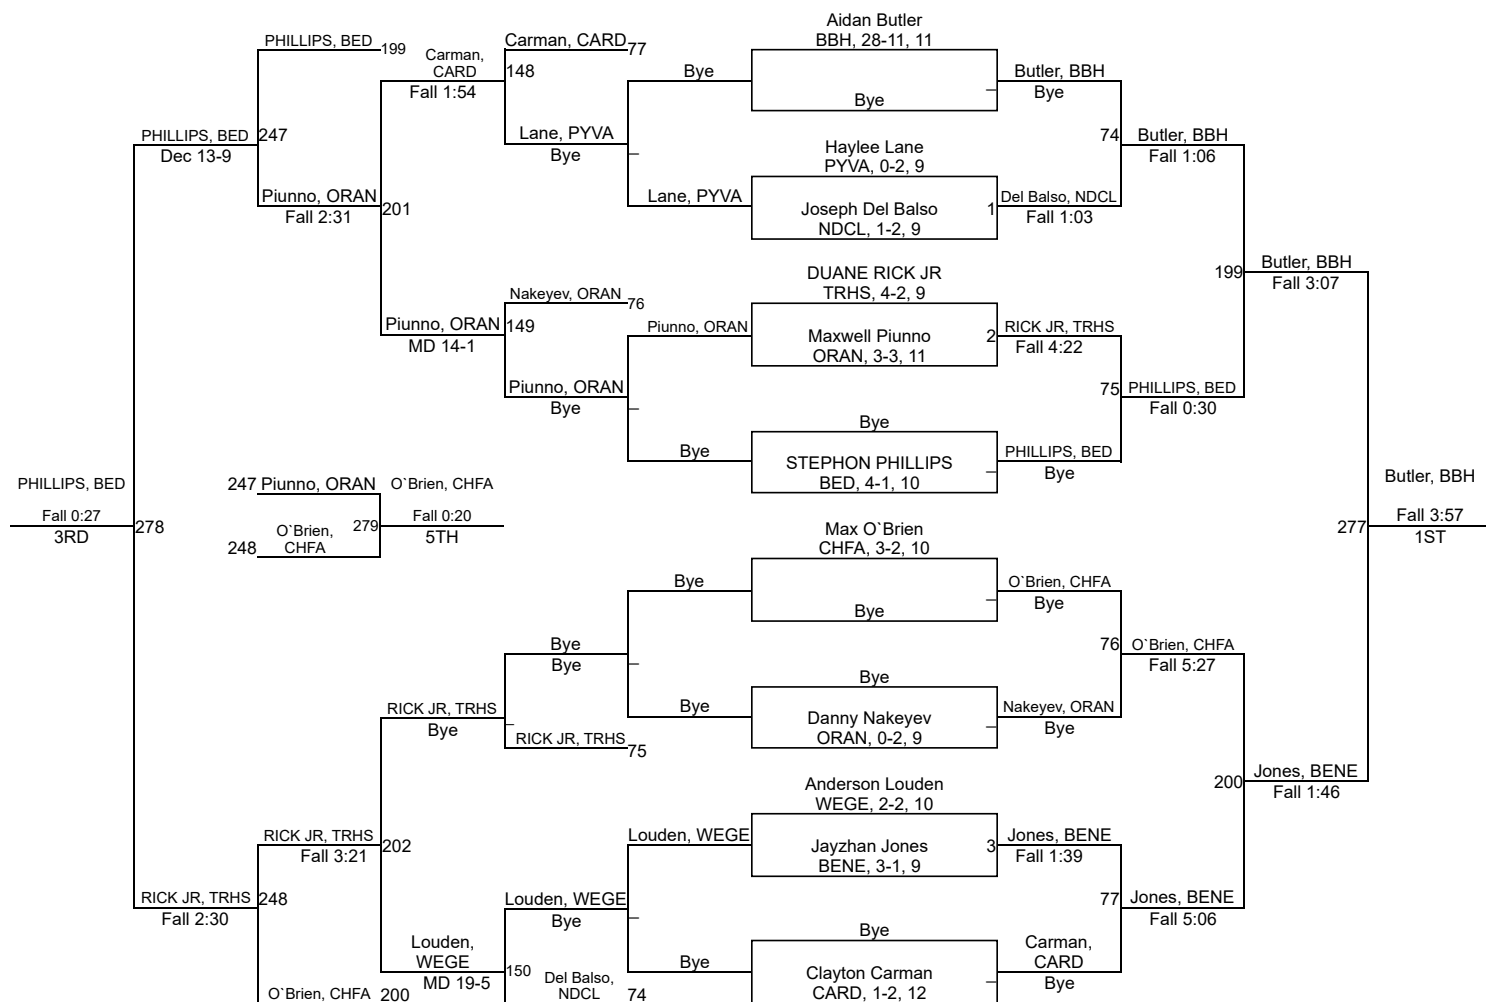 Aidan Butler
BBH, 28-11, 11
PHILLIPS, BED
199
Carman,
CARD
Fall 1:54
Carman, CARD
77
148
Bye
Bye
Butler, BBH
Bye
PHILLIPS, BED
247
Dec 13-9
Lane, PYVA
Bye
Haylee Lane
PYVA, 0-2, 9
74
Butler, BBH
Fall 1:06
Piunno, ORAN
Fall 2:31
201
Lane, PYVA
Joseph Del Balso
NDCL, 1-2, 9
1
Del Balso, NDCL
Fall 1:03
DUANE RICK JR
TRHS, 4-2, 9
199
Butler, BBH
Fall 3:07
Nakeyev, ORAN
76
Piunno, ORAN
149
MD 14-1
Piunno, ORAN
Maxwell Piunno
ORAN, 3-3, 11
2
RICK JR, TRHS
Fall 4:22
Piunno, ORAN
Bye
75
PHILLIPS, BED
Fall 0:30
Bye
Bye
STEPHON PHILLIPS
BED, 4-1, 10
PHILLIPS, BED
Bye
PHILLIPS, BED
Fall 0:27
3RD
278
247 Piunno, ORAN
O`Brien, CHFA
O`Brien,
CHFA
248
279
Fall 0:20
5TH
Butler, BBH
277
Fall 3:57
1ST
Max O`Brien
CHFA, 3-2, 10
Bye
Bye
O`Brien, CHFA
Bye
Bye
Bye
76
O`Brien, CHFA
Fall 5:27
Bye
RICK JR, TRHS
Bye
Bye
Danny Nakeyev
ORAN, 0-2, 9
Nakeyev, ORAN
Bye
RICK JR, TRHS
75
Anderson Louden
WEGE, 2-2, 10
200
Jones, BENE
Fall 1:46
RICK JR, TRHS
Fall 3:21
202
Louden, WEGE
Jayzhan Jones
BENE, 3-1, 9
3
Jones, BENE
Fall 1:39
RICK JR, TRHS
248
Fall 2:30
Louden, WEGE
Bye
77
Jones, BENE
Fall 5:06
Bye
Louden,
WEGE
MD 19-5
150
Bye
Clayton Carman
CARD, 1-2, 12
Carman,
CARD
Bye
O`Brien, CHFA
200
Del Balso,
NDCL
74